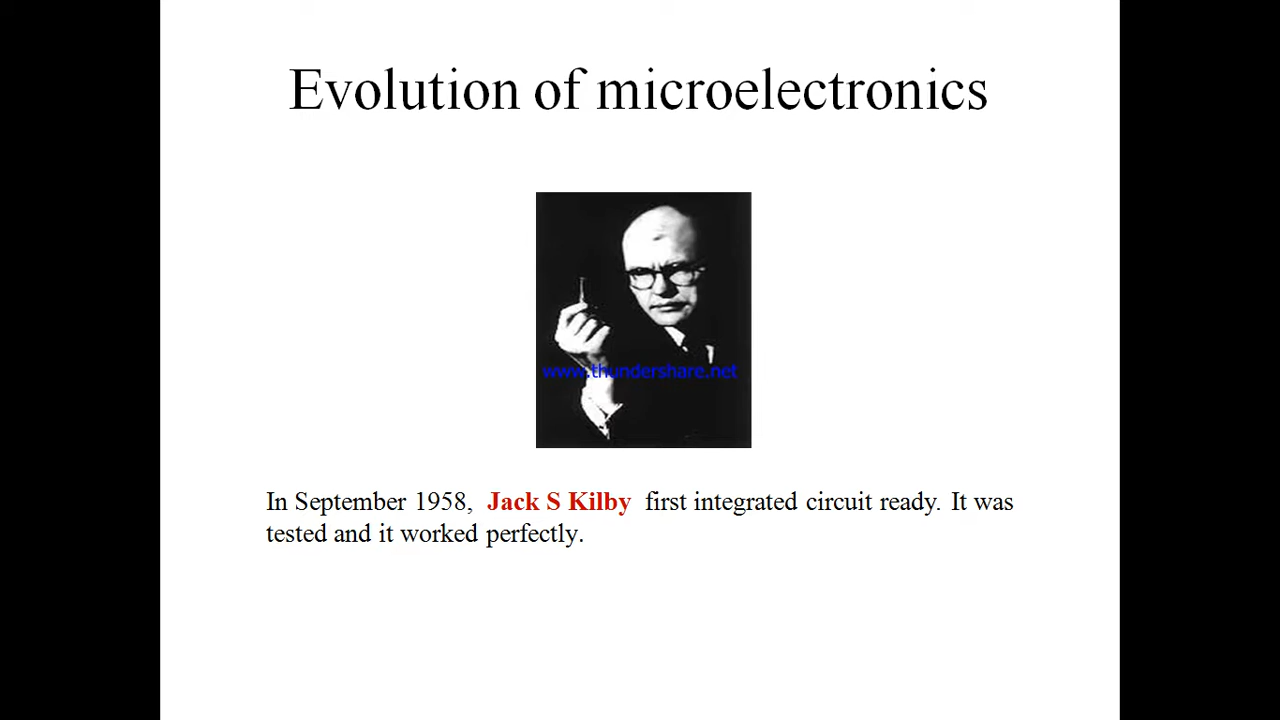 Evolution of microelectronics
www.thundershare.net
In September 1958, Jack S Kilby first integrated circuit ready. It was
tested and it worked perfectly.